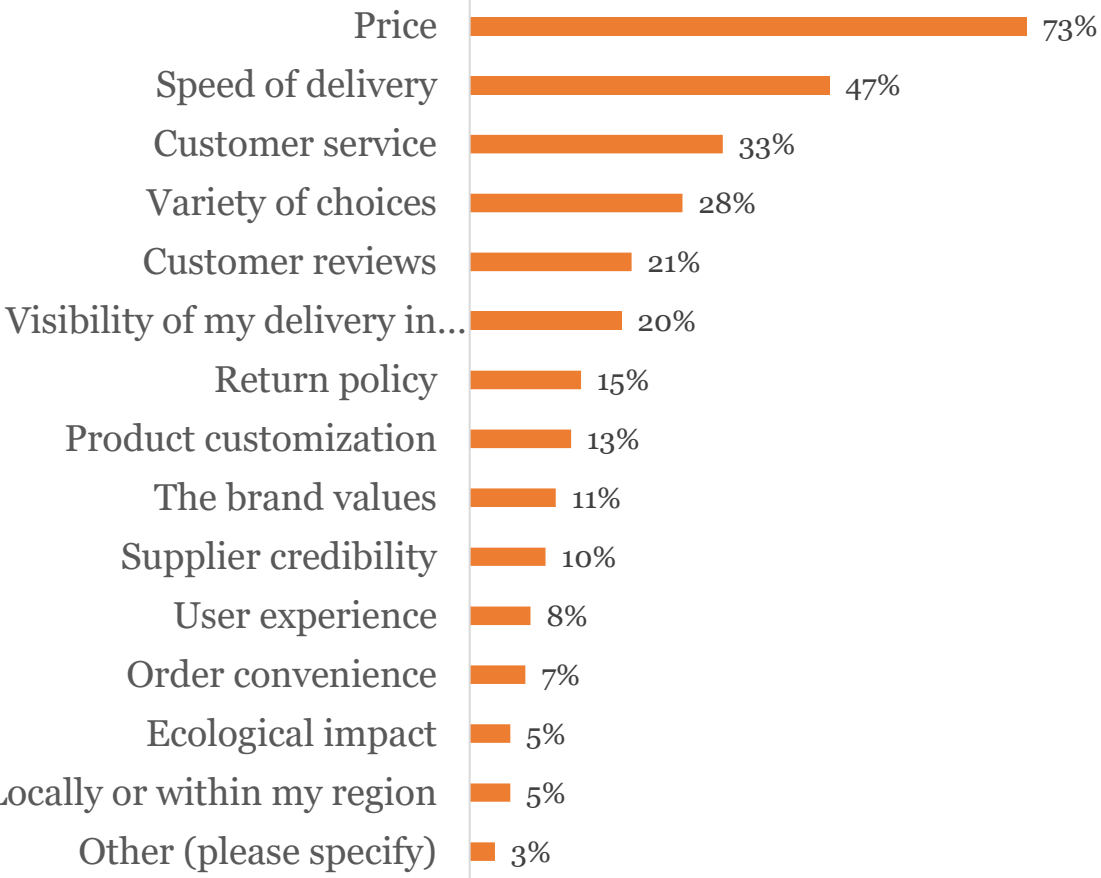 Price 73%
Speed of delivery 47%
Customer service 33%
Variety of choices 28%
Customer reviews 21%
Visibility of my delivery in... 20%
Return policy 15%
Product customization 13%
The brand values 11%
Supplier credibility 10%
User experience 8%
Order convenience 7%
Ecological impact 5%
Locally or within my region 5%
Other (please specify) 3%